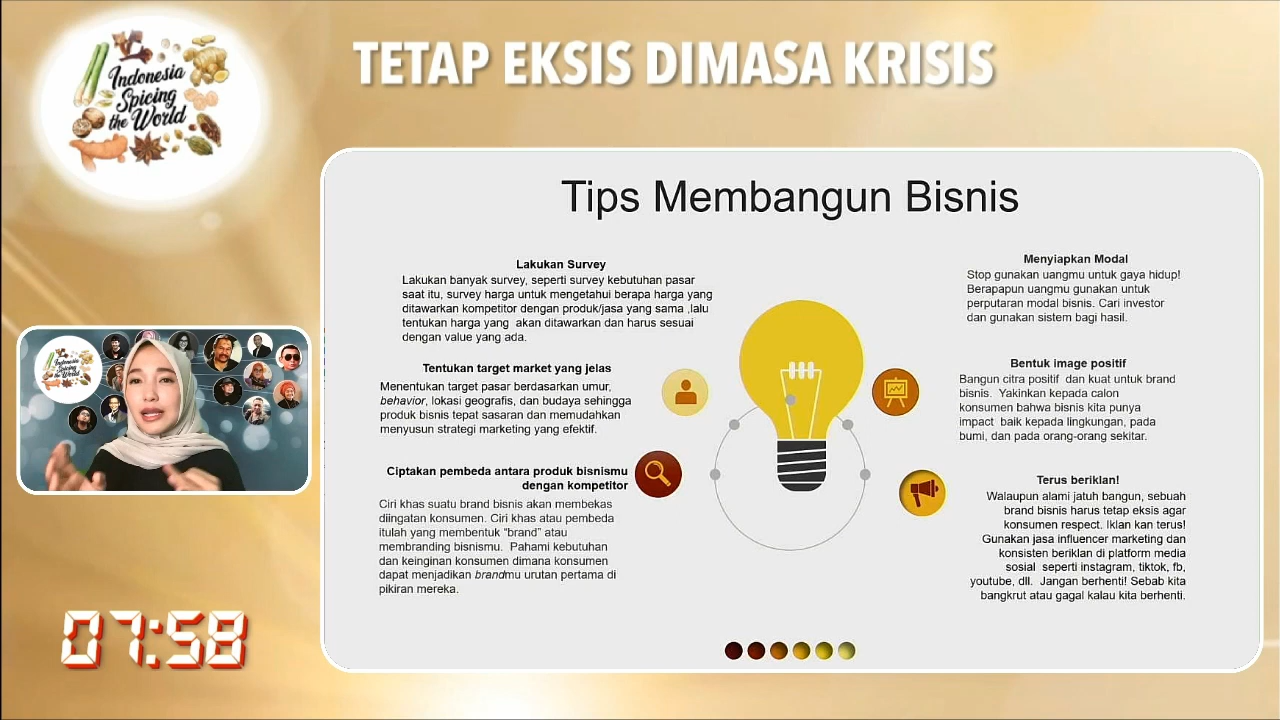 Indonesia
Spicing
the World
TETAP EKSIS DIMASA KRISIS
Tips Membangun Bisnis
Lakukan Survey
Lakukan banyak survey, seperti survey kebutuhan pasar
saat itu, survey harga untuk mengetahui berapa harga yang
ditawarkan kompetitor dengan produk/jasa yang sama ,lalu
tentukan harga yang akan ditawarkan dan harus sesuai
dengan value yang ada.
Tentukan target market yang jelas
Menentukan target pasar berdasarkan umur,
behavior, lokasi geografis, dan budaya sehingga
produk bisnis tepat sasaran dan memudahkan
menyusun strategi marketing yang efektif.
Ciptakan pembeda antara produk bisnismu
dengan kompetitor
Ciri khas suatu brand bisnis akan membekas
diingatan konsumen. Ciri khas atau pembeda
itulah yang membentuk “brand” atau
membranding bisnismu. Pahami kebutuhan
dan keinginan konsumen dimana konsumen
dapat menjadikan brandmu urutan pertama di
pikiran mereka.
Menyiapkan Modal
Stop gunakan uangmu untuk gaya hidup!
Berapapun uangmu gunakan untuk
perputaran modal bisnis. Cari investor
dan gunakan sistem bagi hasil.
Bentuk image positif
Bangun citra positif dan kuat untuk brand
bisnis. Yakinkan kepada calon
konsumen bahwa bisnis kita punya
impact baik kepada lingkungan, pada
bumi, dan pada orang-orang sekitar.
Terus beriklan!
Walaupun alami jatuh bangun, sebuah
brand bisnis harus tetap eksis agar
konsumen respect. Iklan kan terus!
Gunakan jasa influencer marketing dan
konsisten beriklan di platform media
sosial seperti instagram, tiktok, fb,
youtube, dll. Jangan berhenti! Sebab kita
bangkrut atau gagal kalau kita berhenti.
Indonesia
Spicing
the World
07:58